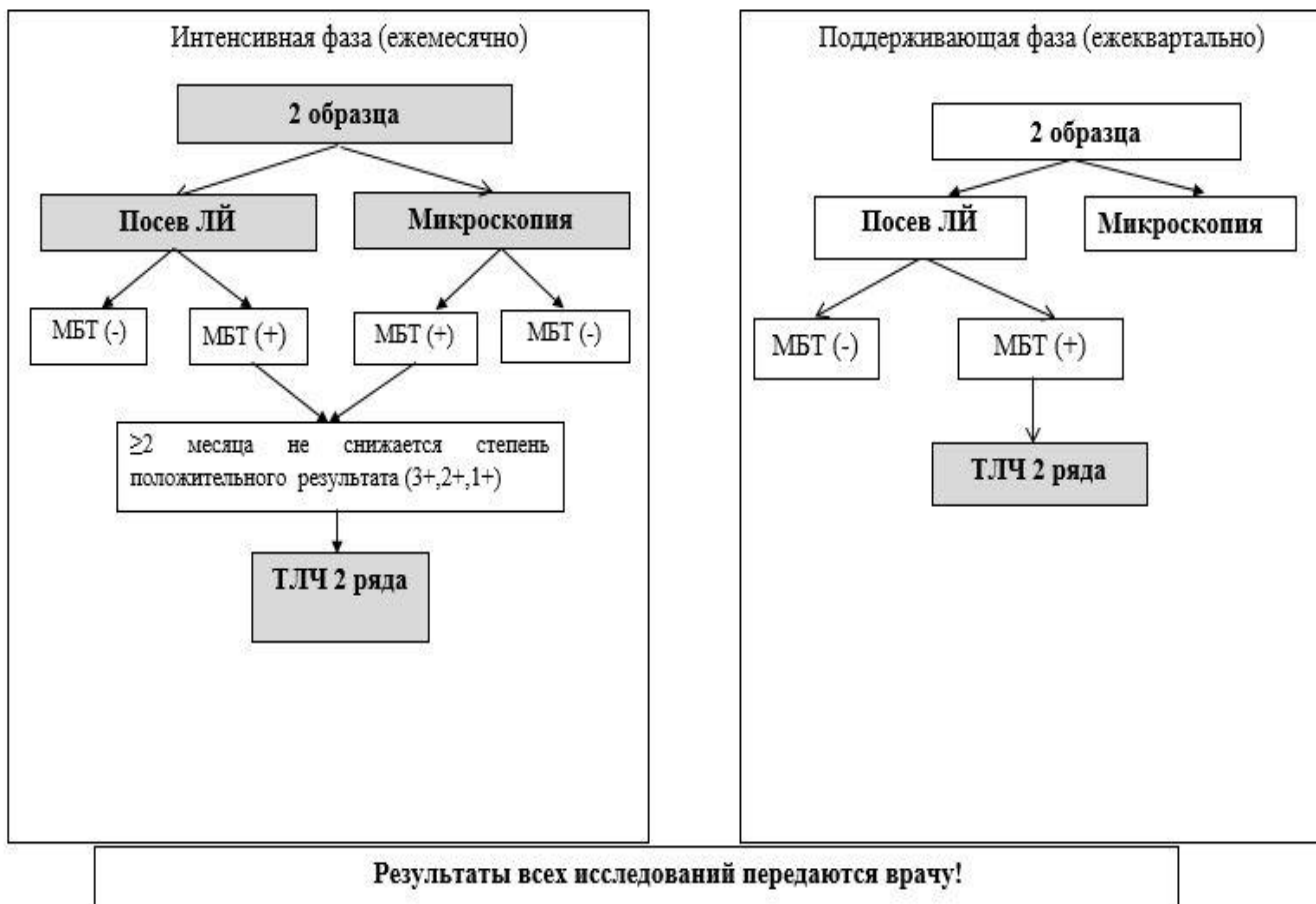 Интенсивная фаза (ежемесячно)
2 образца
Посев ЛЙ
Микроскопия
МБТ (-)
МБТ (+)
МБТ (+)
МБТ (-)
≥2 месяца не снижается степень
положительного результата (3+,2+,1+)
ТЛЧ 2 ряда
Поддерживающая фаза (ежеквартально)
2 образца
Посев ЛЙ
Микроскопия
МБТ (-)
МБТ (+)
ТЛЧ 2 ряда
Результаты всех исследований передаются врачу!